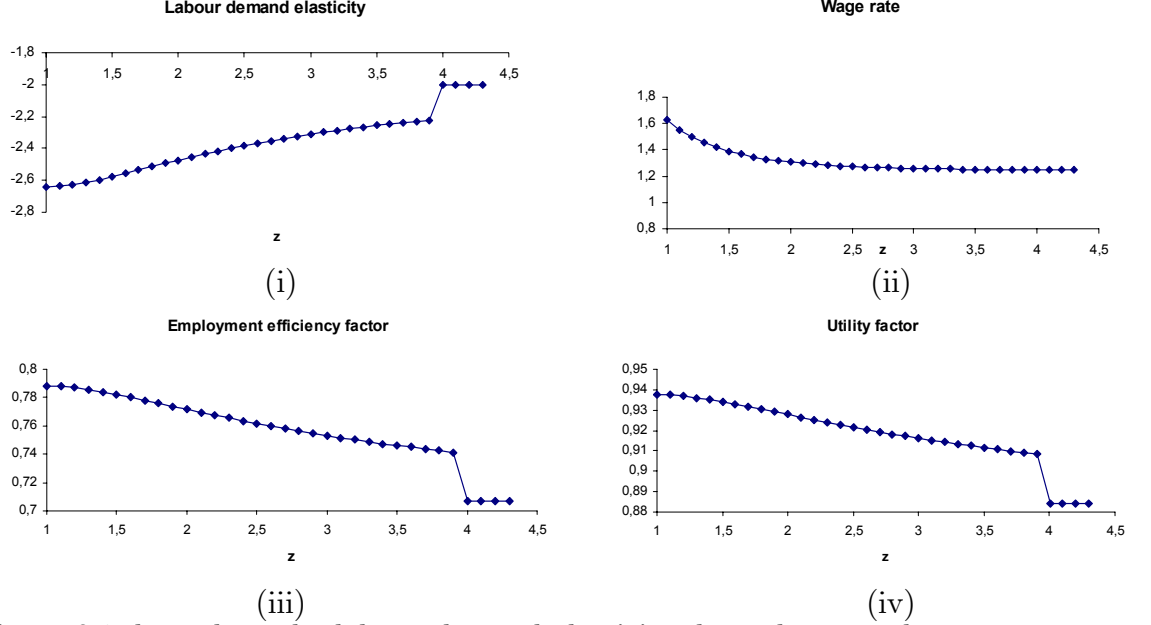 Labour demand elasticity
-1,8
-2
-2,2
-2,4
-2,6
-2,8
1 1,5 2 2,5 3 3,5 4 4,5
z
(i)
Wage rate
1,8
1,6
1,4
1,2
1
0,8
1 1,5 2 2,5 3 3,5 4 4,5
z
(ii)
Employment efficiency factor
0,8
0,78
0,76
0,74
0,72
0,7
1 1,5 2 2,5 3 3,5 4 4,5
z
(iii)
Utility factor
0,95
0,94
0,93
0,92
0,91
0,9
0,89
0,88
1 1,5 2 2,5 3 3,5 4 4,5
z
(iv)